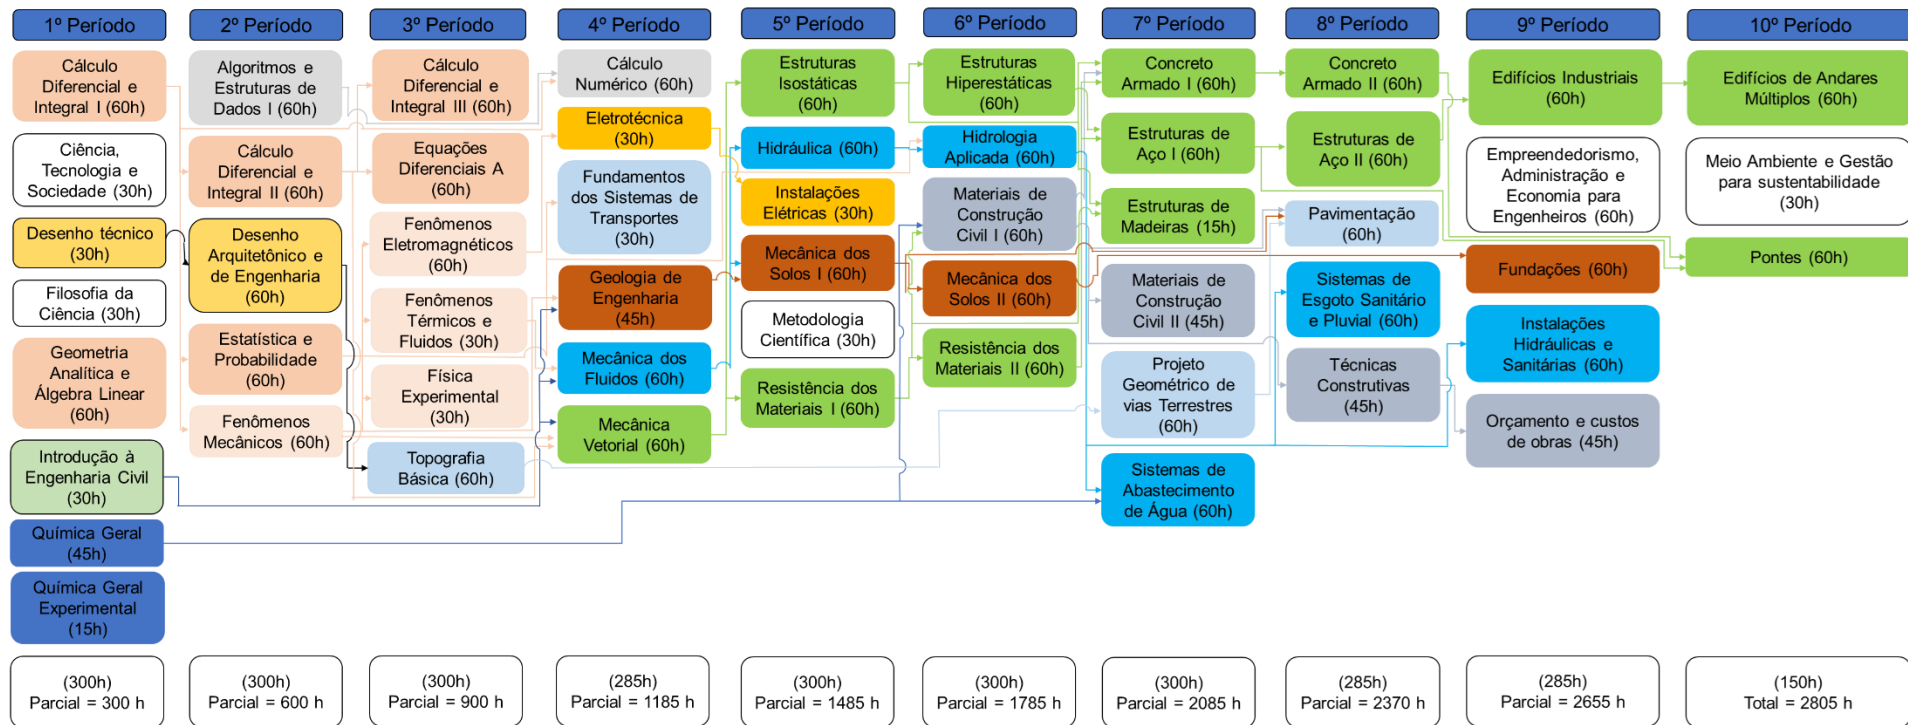 1º Período
Cálculo
Diferencial e
Integral I (60h)
Ciência,
Tecnologia e
Sociedade (30h)
Desenho técnico
(30h)
Filosofia da
Ciência (30h)
Geometria
Analítica e
Álgebra Linear
(60h)
Introdução à
Engenharia Civil
(30h)
Química Geral
(45h)
Química Geral
Experimental
(15h)
(300h)
Parcial = 300 h
2º Período
Algoritmos e
Estruturas de
Dados I (60h)
Cálculo
Diferencial e
Integral II (60h)
Desenho
Arquitetônico e
de Engenharia
(60h)
Estatística e
Probabilidade
(60h)
Fenômenos
Mecânicos (60h)
(300h)
Parcial = 600 h
3º Período
Cálculo
Diferencial e
Integral III (60h)
Equações
Diferenciais A
(60h)
Fenômenos
Eletromagnéticos
(60h)
Fenômenos
Térmicos e
Fluidos (30h)
Física
Experimental
(30h)
Topografia
Básica (60h)
(300h)
Parcial = 900 h
4º Período
Cálculo
Numérico (60h)
Eletrotécnica
(30h)
Fundamentos
dos Sistemas de
Transportes
(30h)
Geologia de
Engenharia
(45h)
Mecânica dos
Fluidos (60h)
Mecânica
Vetorial (60h)
(285h)
Parcial = 1185 h
5º Período
Estruturas
Isostáticas
(60h)
Hidráulica (60h)
Instalações
Elétricas (30h)
Mecânica dos
Solos I (60h)
Metodologia
Científica (30h)
Resistência dos
Materiais I (60h)
(300h)
Parcial = 1485 h
6º Período
Estruturas
Hiperestáticas
(60h)
Hidrologia
Aplicada (60h)
Materiais de
Construção
Civil I (60h)
Mecânica dos
Solos II (60h)
Resistência dos
Materiais II (60h)
(300h)
Parcial = 1785 h
7º Período
Concreto
Armado I (60h)
Estruturas de
Aço I (60h)
Estruturas de
Madeiras (15h)
Materiais de
Construção
Civil II (45h)
Projeto
Geométrico de
vias Terrestres
(60h)
Sistemas de
Abastecimento
de Água (60h)
(300h)
Parcial = 2085 h
8º Período
Concreto
Armado II (60h)
Estruturas de
Aço II (60h)
Pavimentação
(60h)
Sistemas de
Esgoto Sanitário
e Pluvial (60h)
Técnicas
Construtivas
(45h)
(285h)
Parcial = 2370 h
9º Período
Edifícios Industriais
(60h)
Empreendedorismo,
Administração e
Economia para
Engenheiros (60h)
Fundações (60h)
Instalações
Hidráulicas e
Sanitárias (60h)
Orçamento e custos
de obras (45h)
(285h)
Parcial = 2655 h
10º Período
Edifícios de Andares
Múltiplos (60h)
Meio Ambiente e Gestão
para sustentabilidade
(30h)
Pontes (60h)
(150h)
Total = 2805 h